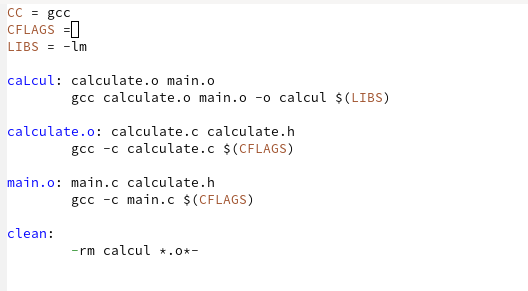 CC = gcc
CFLAGS =
LIBS = -lm
caLcul: calculate.o main.o
gcc calculate.o main.o -o calcul $(LIBS)
calculate.o: calculate.c calculate.h
gcc -c calculate.c $(CFLAGS)
main.o: main.c calculate.h
gcc -c main.c $(CFLAGS)
clean:
-rm calcul *.o*~